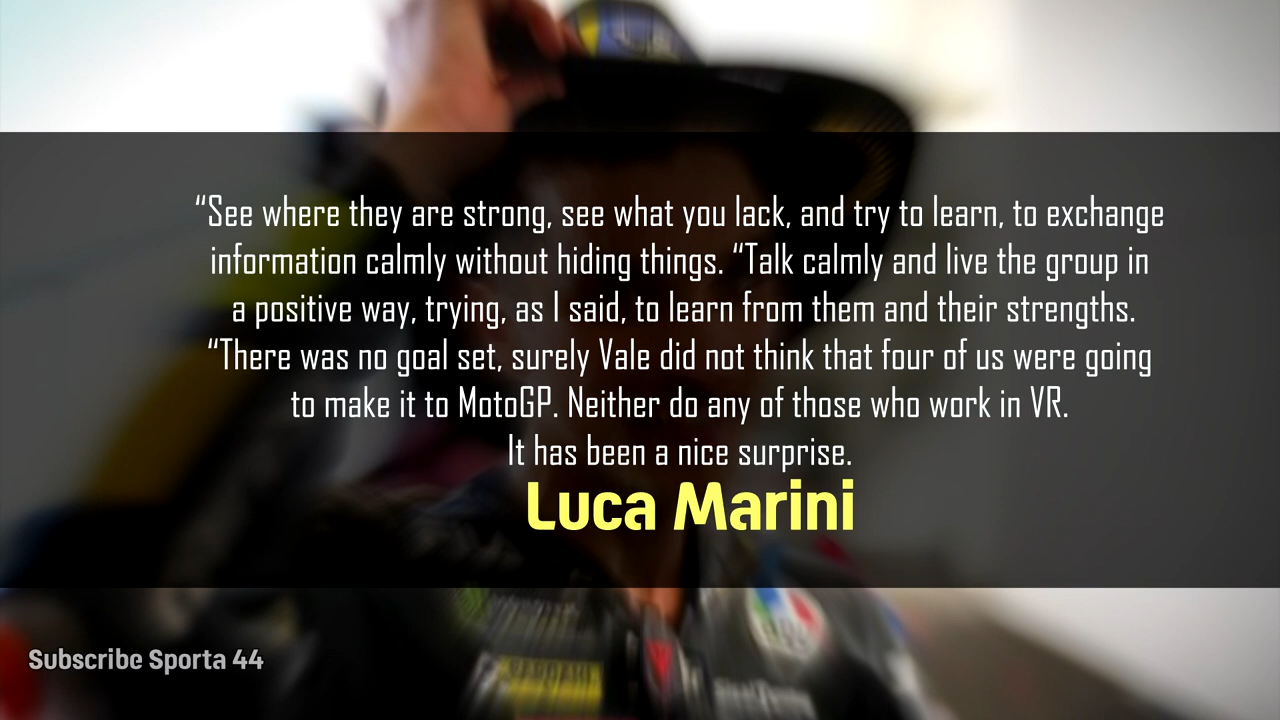 “See where they are strong, see what you lack, and try to learn, to exchange
information calmly without hiding things. “Talk calmly and live the group in
a positive way, trying, as I said, to learn from them and their strengths.
“There was no goal set, surely Vale did not think that four of us were going
to make it to MotoGP. Neither do any of those who work in VR.
It has been a nice surprise.
Luca Marini
Subscribe Sporta 44